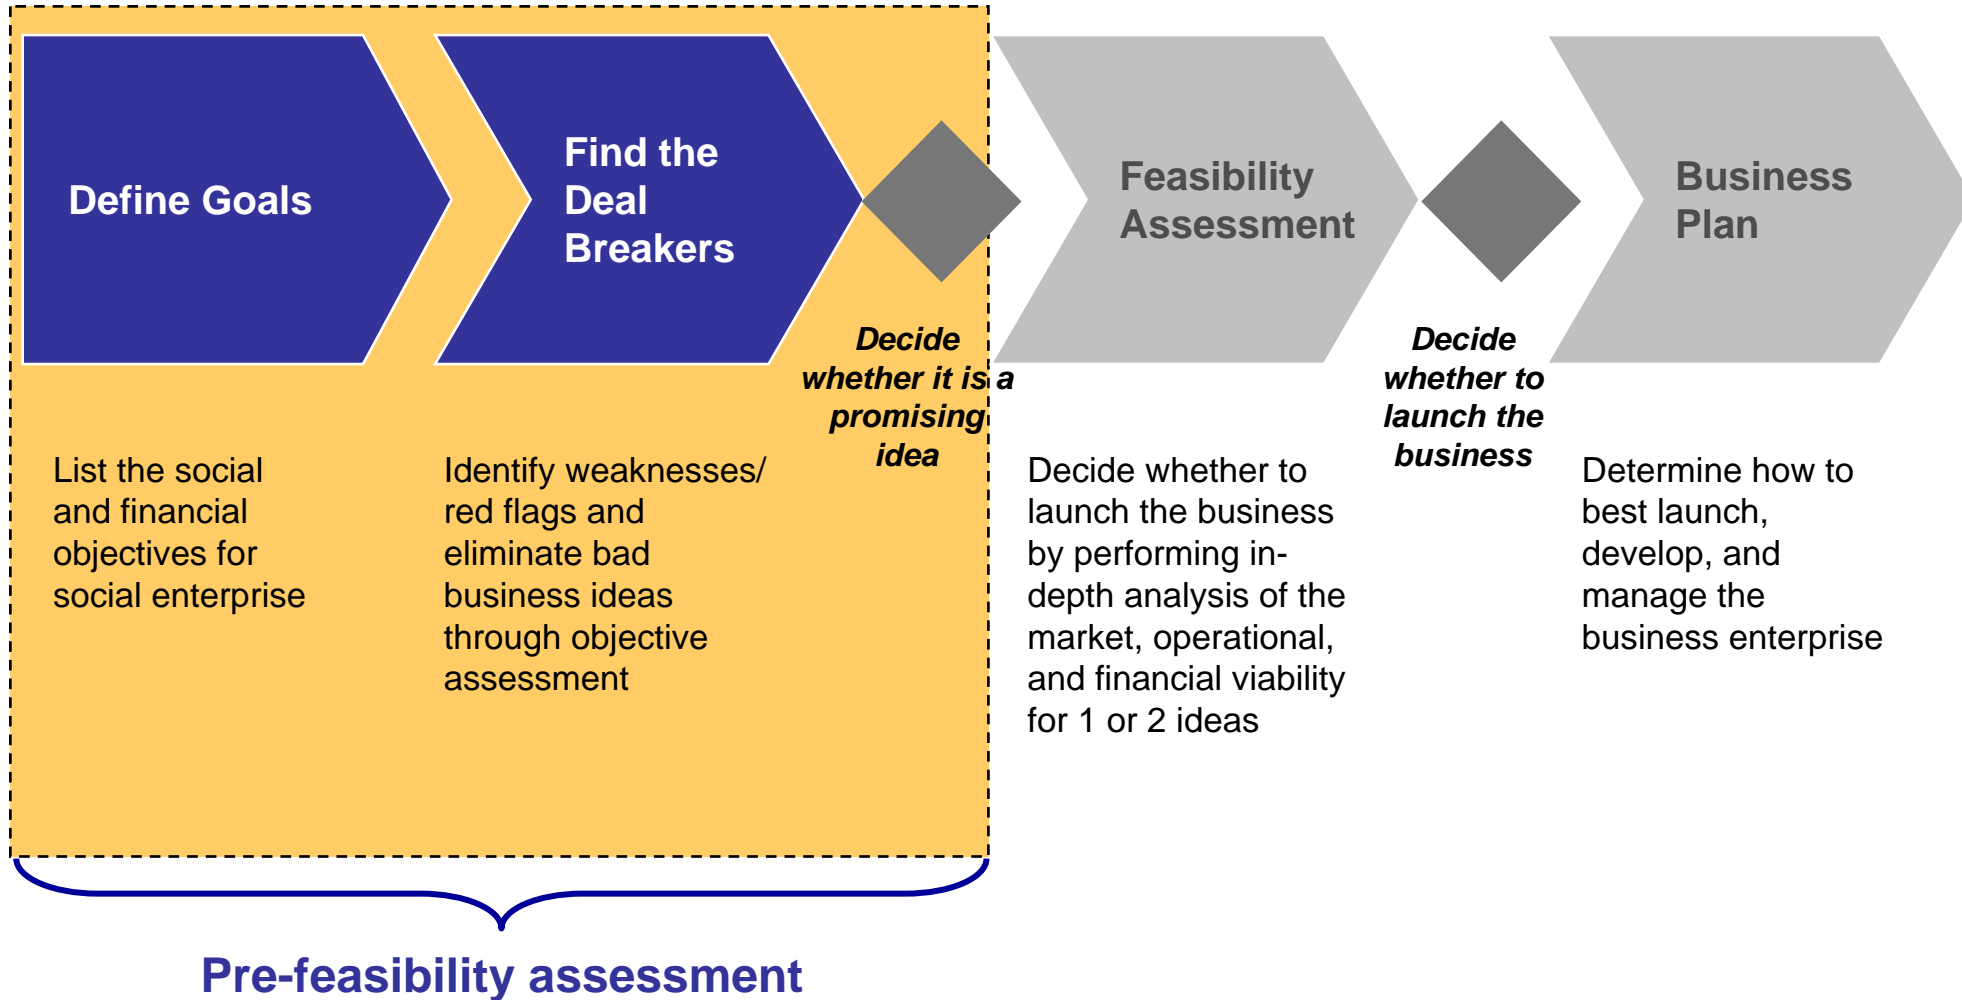 Define Goals
Find the
Deal
Breakers
Feasibility
Assessment
Business
Plan
Decide
whether it is a
promising
idea
Decide
whether to
launch the
business
List the social
and financial
objectives for
social enterprise
Identify weaknesses/
red flags and
eliminate bad
business ideas
through objective
assessment
Decide whether to
launch the business
by performing in-
depth analysis of the
market, operational,
and financial viability
for 1 or 2 ideas
Determine how to
best launch,
develop, and
manage the
business enterprise
Pre-feasibility assessment